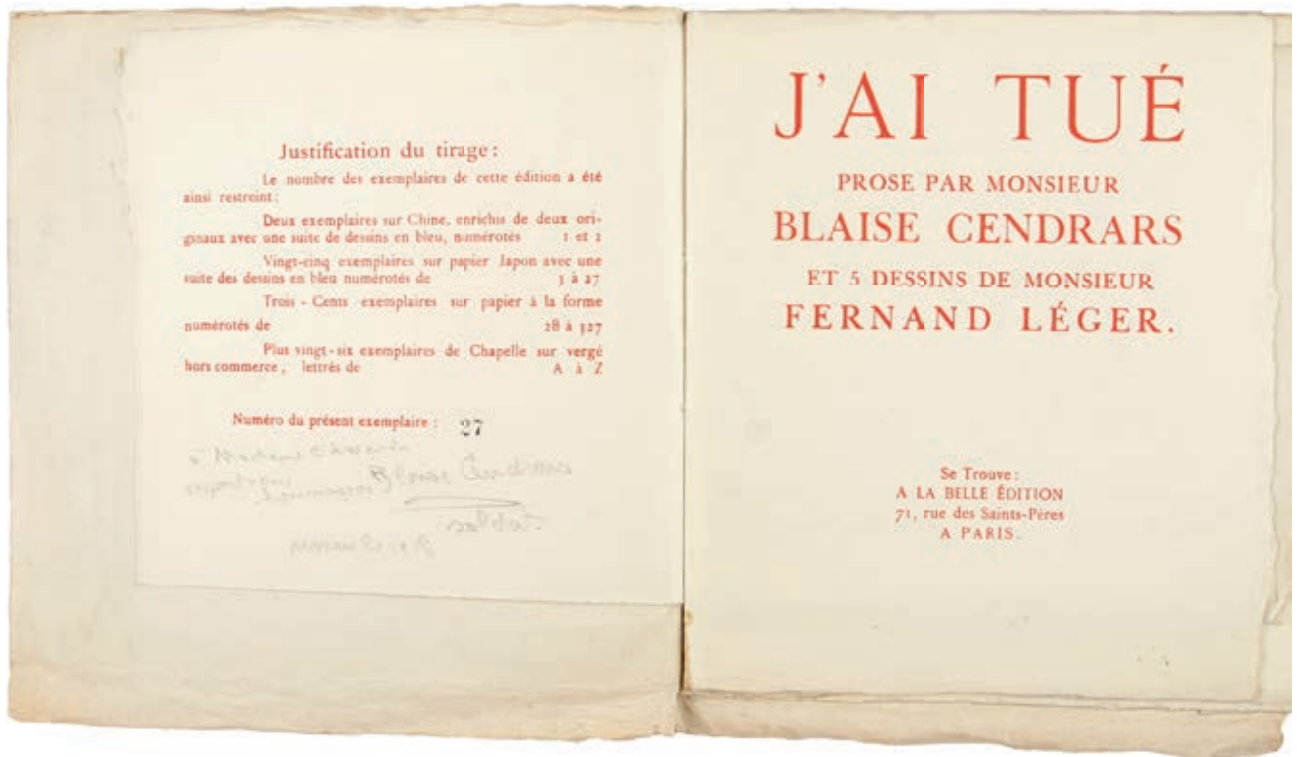 Justification du tirage :
Le nombre des exemplaires de cette édition a été
ainsi restreint :
Deux exemplaires sur Chine, enrichis de deux ori-
ginaux avec une suite de dessins en bleu, numérotés 1 et 2
Vingt-cinq exemplaires sur papier Japon avec une
suite des dessins en bleu numérotés de 3 à 27
Trois - Cents exemplaires sur papier à la forme
numérotés de 28 à 327
Plus vingt-six exemplaires de Chapelle sur vergé
hors commerce, lettrés de A à Z
Numéro du présent exemplaire : 27
Madame
Blaise Cendrars
J'AI TUÉ
PROSE PAR MONSIEUR
BLAISE CENDRARS
ET 5 DESSINS DE MONSIEUR
FERNAND LÉGER.
Se Trouve :
A LA BELLE ÉDITION
71, rue des Saints-Pères
A PARIS.